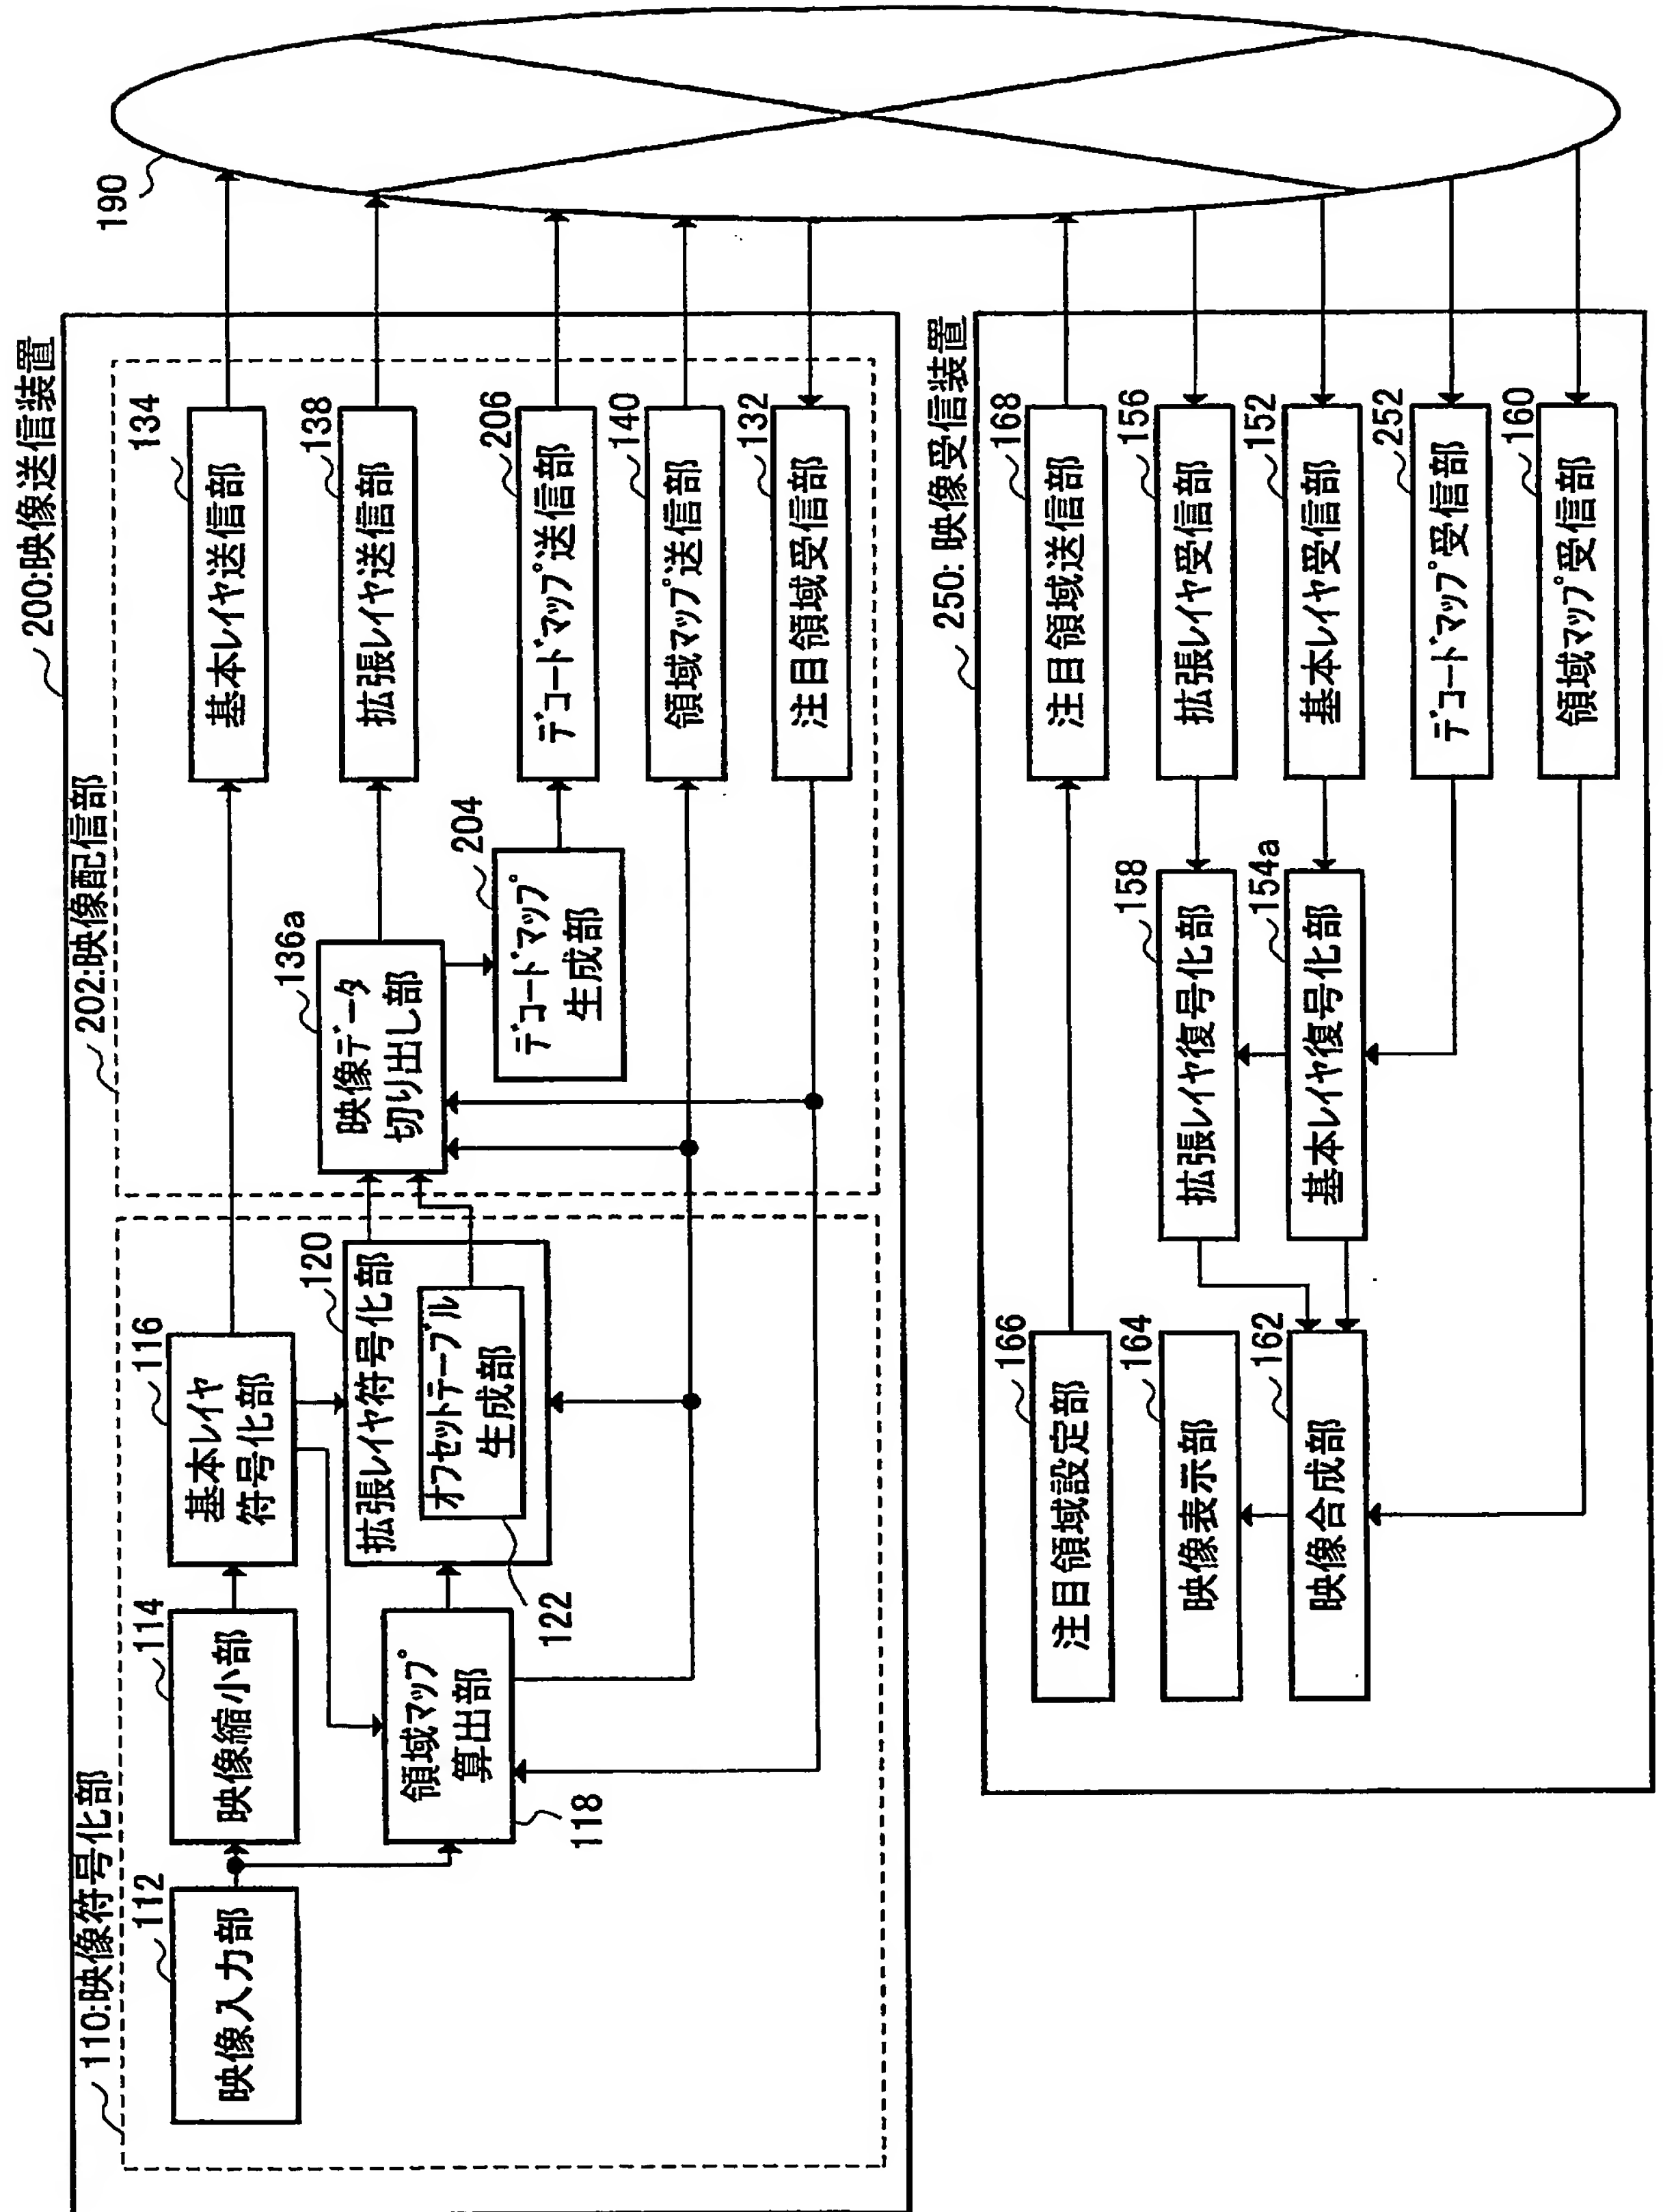 200:映像送信装置
110:映像符号化部
202:映像配信部
190
112
映像入力部
114
映像縮小部
116
基本レイヤ
符号化部
134
基本レイヤ送信部
118
領域マップ
算出部
120
拡張レイヤ符号化部
122
オフセットテーブル
生成部
136a
映像データ
切り出し部
138
拡張レイヤ送信部
204
デコードマップ
生成部
206
デコードマップ送信部
140
領域マップ送信部
132
注目領域受信部
250:映像受信装置
166
注目領域設定部
168
注目領域送信部
164
映像表示部
158
拡張レイヤ復号化部
156
拡張レイヤ受信部
162
映像合成部
154a
基本レイヤ復号化部
152
基本レイヤ受信部
252
デコードマップ受信部
160
領域マップ受信部